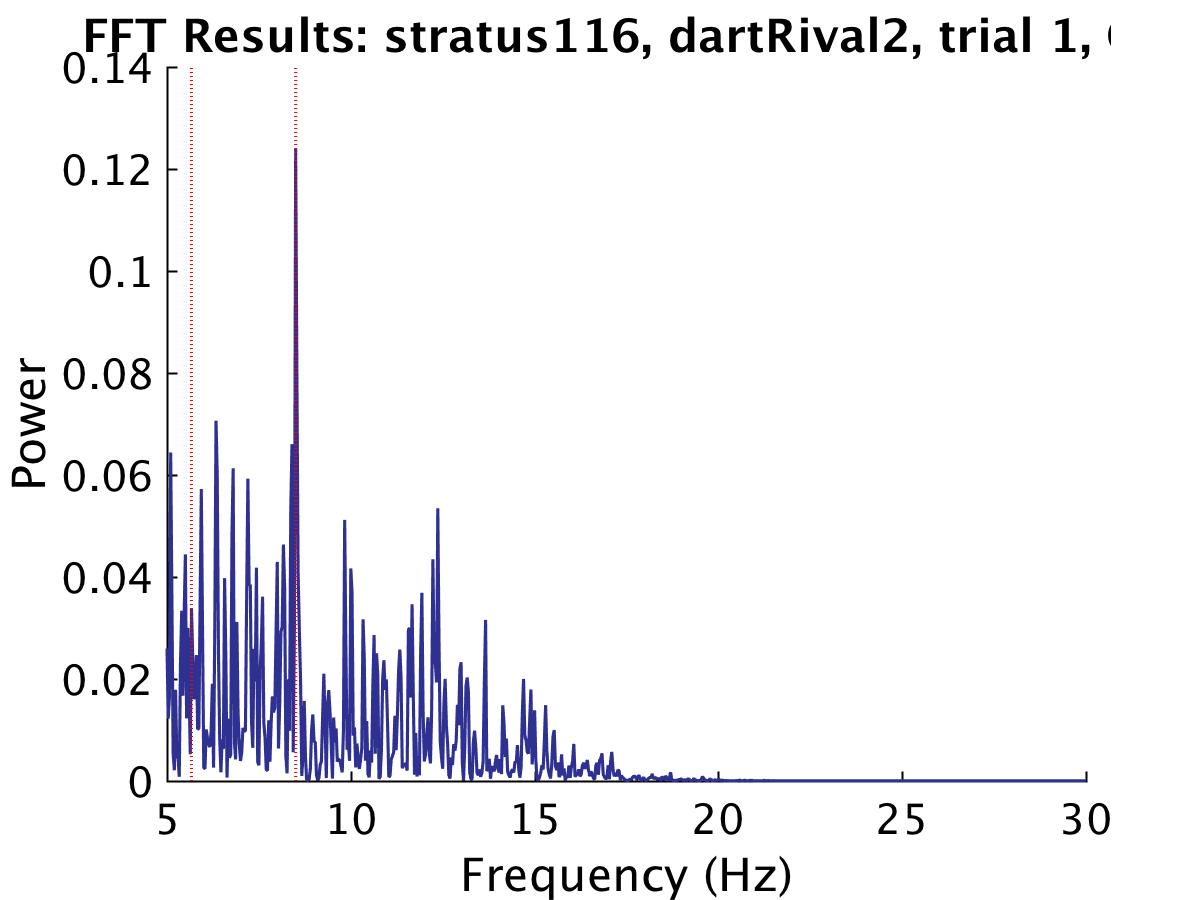 FFT Results: stratus116, dartRival2, trial 1,
0.14
0.12
0.1
0.08
0.06
0.04
0.02
0
Power
5 10 15 20 25 30
Frequency (Hz)